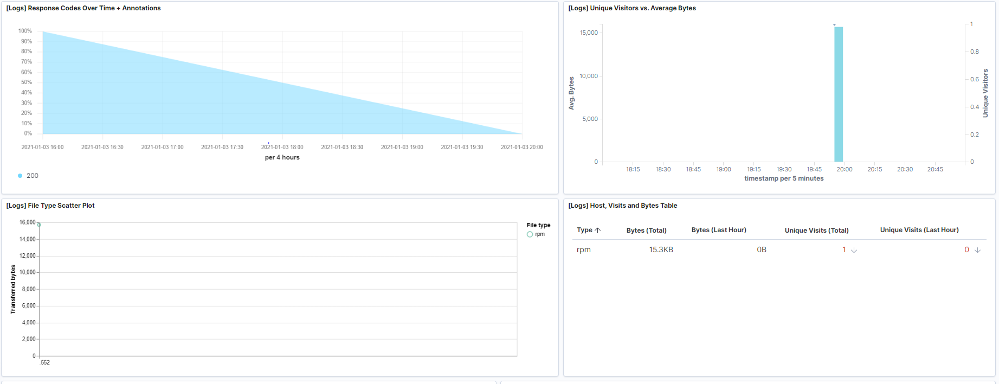 [Logs] Response Codes Over Time + Annotations
100%
90%
80%
70%
60%
50%
40%
30%
20%
10%
0%
2021-01-03 16:00 2021-01-03 16:30 2021-01-03 17:00 2021-01-03 17:30 2021-01-03 18:00 2021-01-03 18:30 2021-01-03 19:00 2021-01-03 19:30 2021-01-03 20:00
per 4 hours
200
[Logs] Unique Visitors vs. Average Bytes
Avg. Bytes
15,000
10,000
5,000
0
1
0.8
0.6
0.4
0.2
0
Unique Visitors
18:15 18:30 18:45 19:00 19:15 19:30 19:45 20:00 20:15 20:30 20:45
timestamp per 5 minutes
[Logs] File Type Scatter Plot
Transferred bytes
16,000
14,000
12,000
10,000
8,000
6,000
4,000
2,000
0
.552
File type
rpm
[Logs] Host, Visits and Bytes Table
Type Bytes (Total) Bytes (Last Hour) Unique Visits (Total) Unique Visits (Last Hour)
rpm 15.3KB 0B 1 0